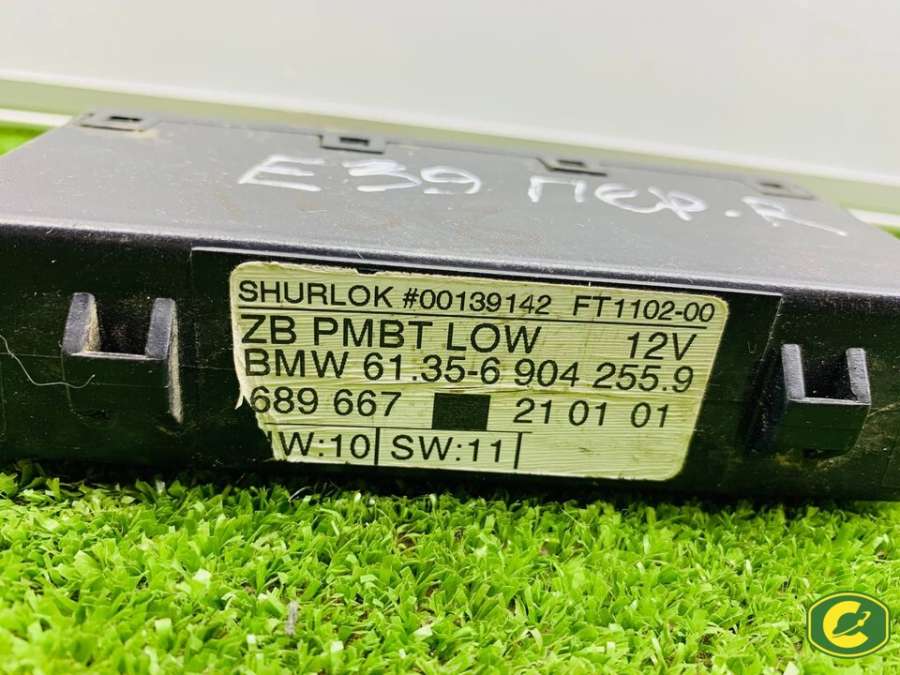 E39 ПЕР.R
SHURLOK #00139142 FT1102-00
ZB PMBT LOW 12V
BMW 61.35-6 904 255.9
689 667 21 01 01
W:10 SW:11
C